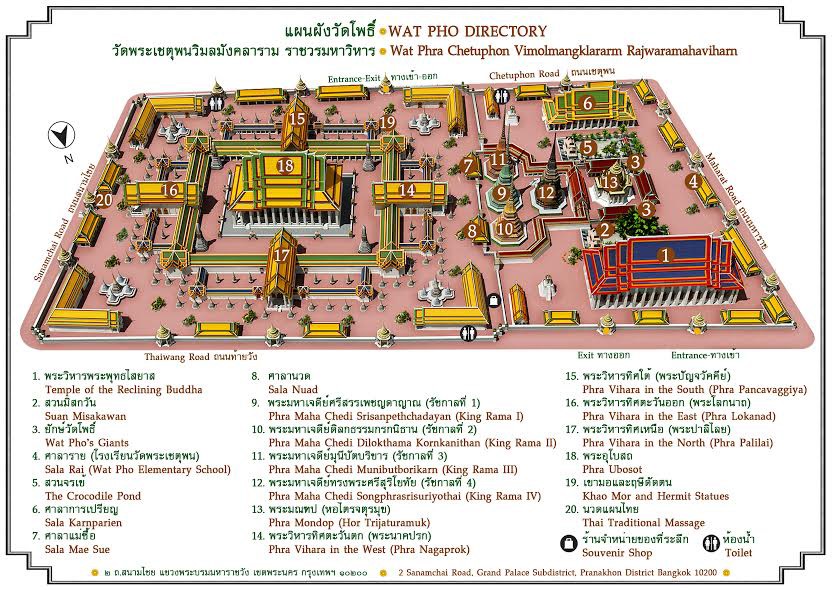 แผนผังวัดโพธิ์ WAT PHO DIRECTORY
วัดพระเชตุพนวิมลมังคลาราม ราชวรมหาวิหาร Wat Phra Chetuphon Vimolmangklararm Rajwaramahaviharn
Entrance-Exit ทางเข้า-ออก
Chetuphon Road ถนนเชตุพน
Maharat Road ถนนมหาราช
Sanamchai Road ถนนสนามไชย
N
15
19
6
5
3
18
11
7
16
14
9
12
13
4
20
3
8
10
2
17
1
Thaiwang Road ถนนท้ายวัง
Exit ทางออก
Entrance-ทางเข้า
1. พระวิหารพระพุทธไสยาส
Temple of the Reclining Buddha
2. สวนมิสกวัน
Suan Misakawan
3. ยักษ์วัดโพธิ์
Wat Pho's Giants
4. ศาลาราย (โรงเรียนวัดพระเชตุพน)
Sala Rai (Wat Pho Elementary School)
5. สวนจรเข้
The Crocodile Pond
6. ศาลาการเปรียญ
Sala Karnparien
7. ศาลาแม่ซื้อ
Sala Mae Sue
8. ศาลานวด
Sala Nuad
9. พระมหาเจดีย์ศรีสรรเพชญดาญาณ (รัชกาลที่ 1)
Phra Maha Chedi Srisanpethchadayan (King Rama I)
10. พระมหาเจดีย์ดิลกธรรมกรกนิธาน (รัชกาลที่ 2)
Phra Maha Chedi Dilokthama Kornkanithan (King Rama II)
11. พระมหาเจดีย์มุนีบัตบริขาร (รัชกาลที่ 3)
Phra Maha Chedi Munibutborikarn (King Rama III)
12. พระมหาเจดีย์ทรงพระศรีสุริโยทัย (รัชกาลที่ 4)
Phra Maha Chedi Songphrasrisuriyothai (King Rama IV)
13. พระมณฑป (หอไตรจตุรมุข)
Phra Mondop (Hor Trijaturamuk)
14. พระวิหารทิศตะวันตก (พระนาคปรก)
Phra Vihara in the West (Phra Nagaprok)
15. พระวิหารทิศใต้ (พระปัญจวัคคีย์)
Phra Vihara in the South (Phra Pancavaggiya)
16. พระวิหารทิศตะวันออก (พระโลกนาถ)
Phra Vihara in the East (Phra Lokanad)
17. พระวิหารทิศเหนือ (พระปาลิไลย)
Phra Vihara in the North (Phra Palilai)
18. พระอุโบสถ
Phra Ubosot
19. เขามอและฤษีดัดตน
Khao Mor and Hermit Statues
20. นวดแผนไทย
Thai Traditional Massage
ร้านจำหน่ายของที่ระลึก
Souvenir Shop
ห้องน้ำ
Toilet
๒ ถ.สนามไชย แขวงพระบรมมหาราชวัง เขตพระนคร กรุงเทพฯ ๑๐๒๐๐
2 Sanamchai Road, Grand Palace Subdistrict, Pranakhon District Bangkok 10200